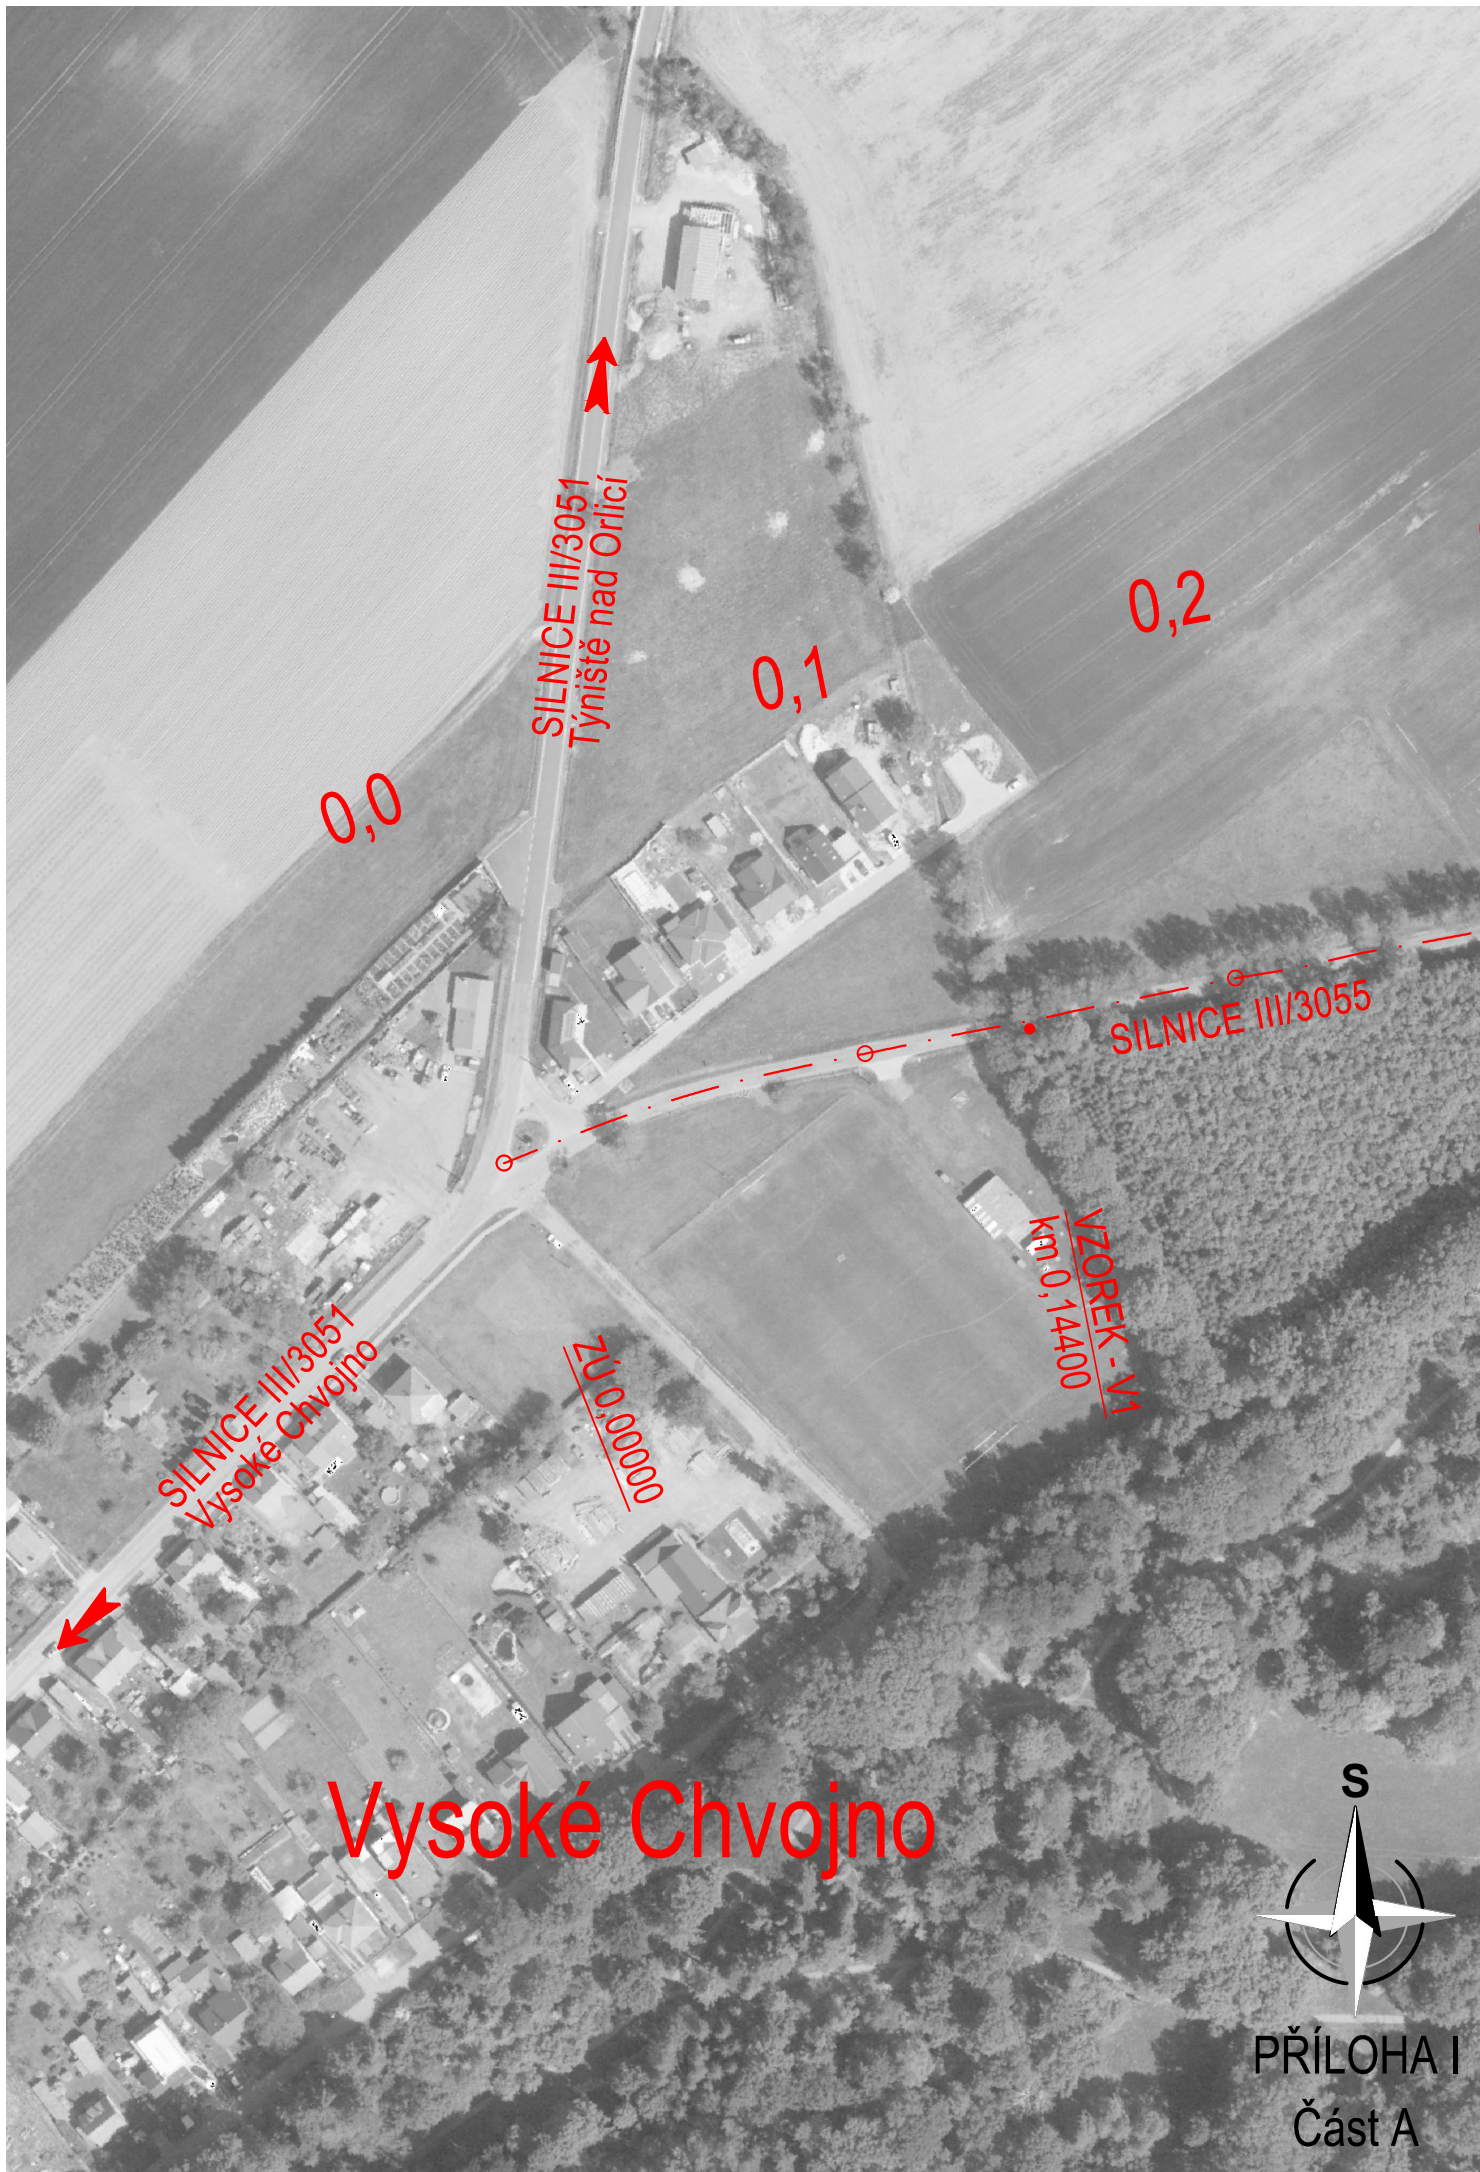 SILNICE III/3051
Týniště nad Orlicí
0,2
0,1
0,0
SILNICE III/3055
VZOREK - V1
km 0,14400
SILNICE III/3051
Vysoké Chvojno
ZÚ 0,00000
Vysoké Chvojno
S
PŘÍLOHA I
Část A